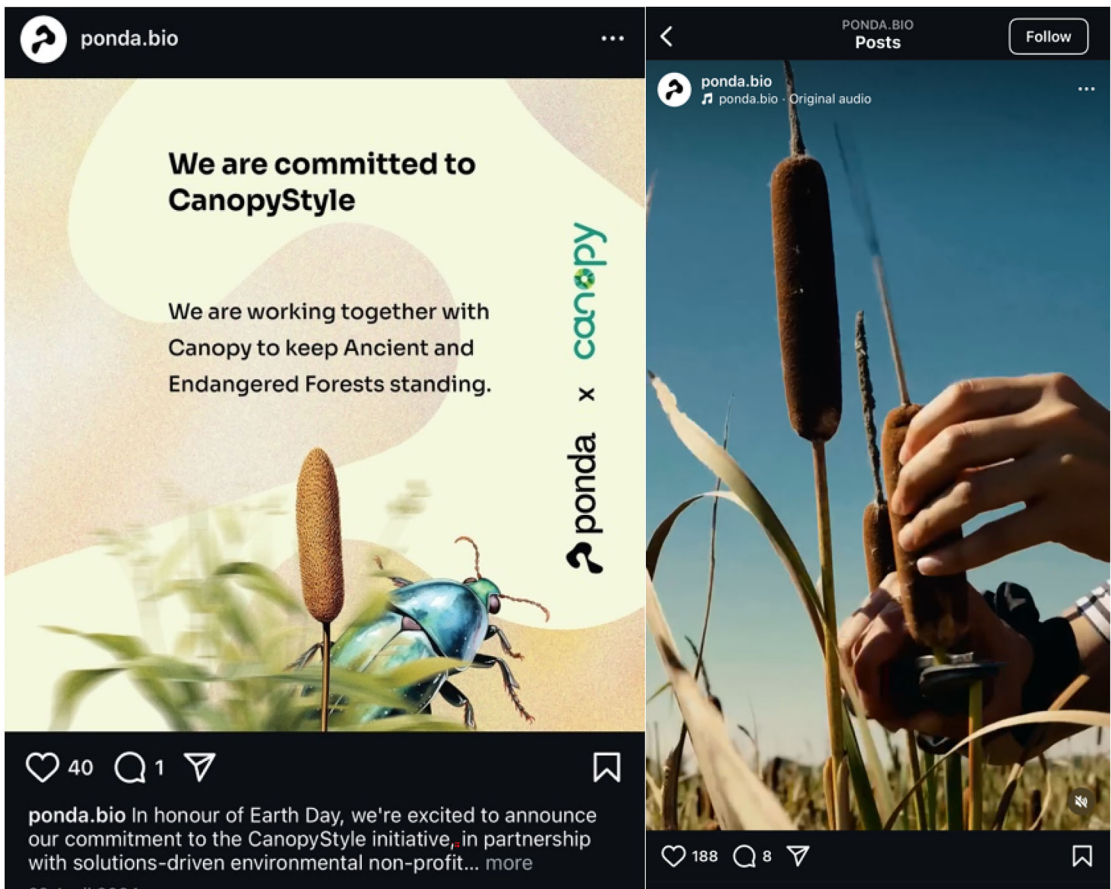 ponda.bio
We are committed to
CanopyStyle
We are working together with
Canopy to keep Ancient and
Endangered Forests standing.
ponda x canopy
40 1
ponda.bio In honour of Earth Day, we're excited to announce
our commitment to the CanopyStyle initiative, in partnership
with solutions-driven environmental non-profit... more
PONDA.BIO
Posts
Follow
ponda.bio
ponda.bio · Original audio
188 8